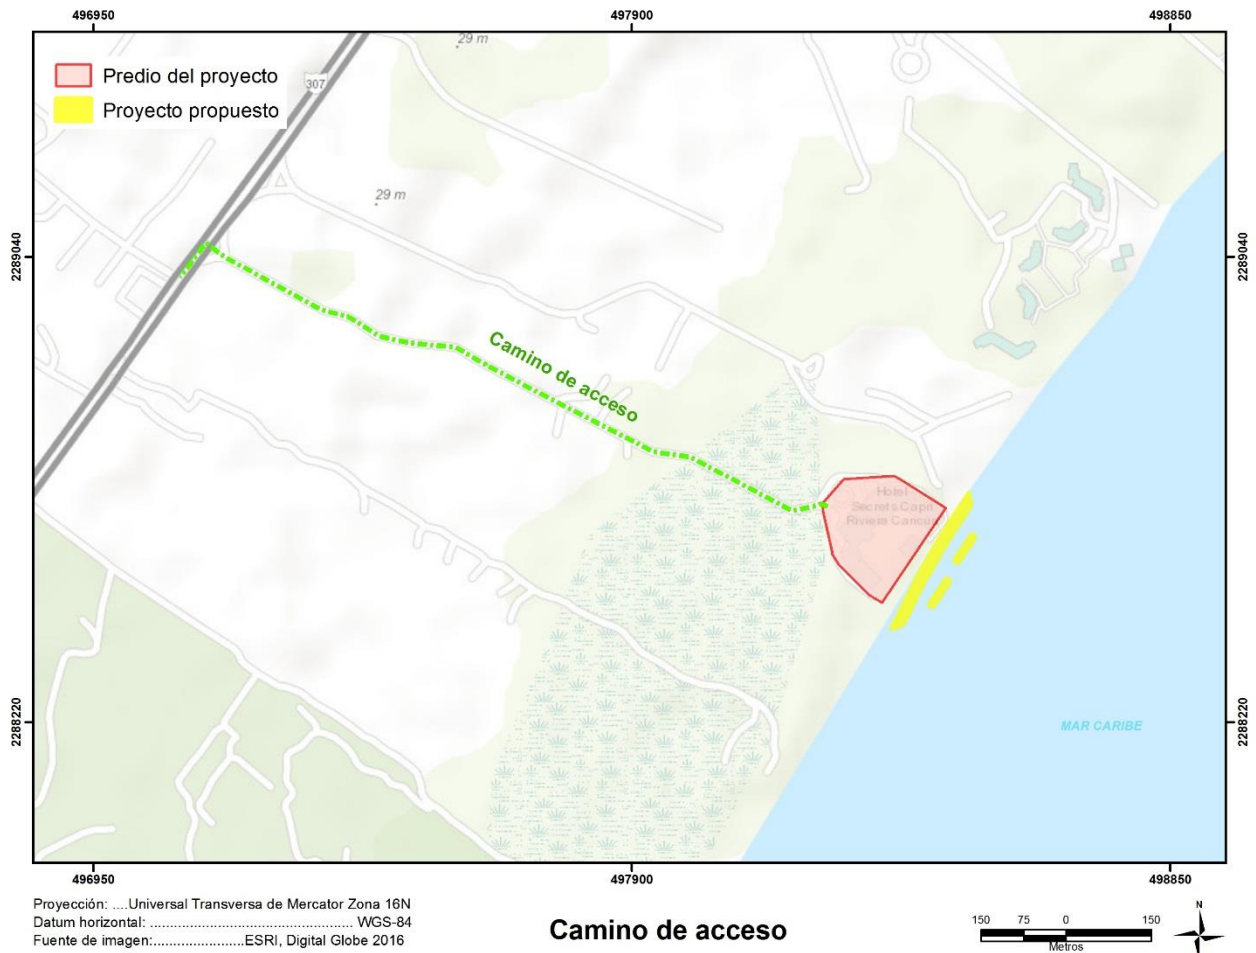 496950
497900
498850
29 m
Predio del proyecto
307
Proyecto propuesto
29 m
2289040
2289040
Camino de acceso
Hotel
Secrets Capri
Riviera Cancún
2288220
2288220
MAR CARIBE
496950
497900
498850
Proyección: ....Universal Transversa de Mercator Zona 16N
Datum horizontal: ................................................ WGS-84
Fuente de imagen:.....................ESRI, Digital Globe 2016
Camino de acceso
150 75 0 150
Metros
N